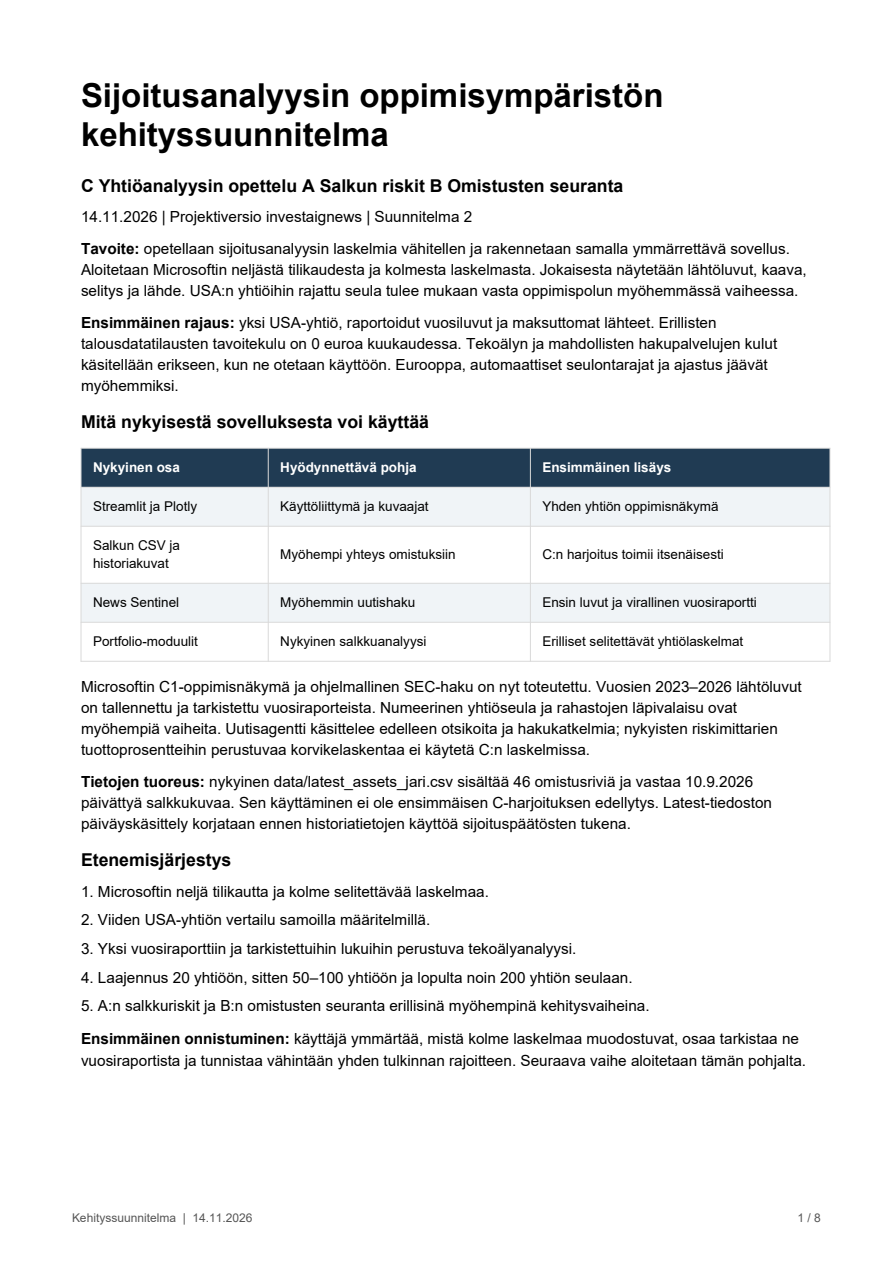 Sijoitusanalyysin oppimisympäristön
kehityssuunnitelma
C Yhtiöanalyysin opettelu A Salkun riskit B Omistusten seuranta
14.11.2026 | Projektiversio investaignews | Suunnitelma 2
Tavoite: opetellaan sijoitusanalyysin laskelmia vähitellen ja rakennetaan samalla ymmärrettävä sovellus.
Aloitetaan Microsoftin neljästä tilikaudesta ja kolmesta laskelmasta. Jokaisesta näytetään lähtöluvut, kaava,
selitys ja lähde. USA:n yhtiöihin rajattu seula tulee mukaan vasta oppimispolun myöhemmässä vaiheessa.
Ensimmäinen rajaus: yksi USA-yhtiö, raportoidut vuosiluvut ja maksuttomat lähteet. Erillisten
talousdatatilausten tavoitekulu on 0 euroa kuukaudessa. Tekoälyn ja mahdollisten hakupalvelujen kulut
käsitellään erikseen, kun ne otetaan käyttöön. Eurooppa, automaattiset seulontarajat ja ajastus jäävät
myöhemmiksi.
Mitä nykyisestä sovelluksesta voi käyttää
Nykyinen osa Hyödynnettävä pohja Ensimmäinen lisäys
Streamlit ja Plotly Käyttöliittymä ja kuvaajat Yhden yhtiön oppimisnäkymä
Salkun CSV ja
historiakuvat Myöhempi yhteys omistuksiin C:n harjoitus toimii itsenäisesti
News Sentinel Myöhemmin uutishaku Ensin luvut ja virallinen vuosiraportti
Portfolio-moduulit Nykyinen salkkuanalyysi Erilliset selitettävät yhtiölaskelmat
Microsoftin C1-oppimisnäkymä ja ohjelmallinen SEC-haku on nyt toteutettu. Vuosien 2023–2026 lähtöluvut
on tallennettu ja tarkistettu vuosiraporteista. Numeerinen yhtiöseula ja rahastojen läpivalaisu ovat
myöhempiä vaiheita. Uutisagentti käsittelee edelleen otsikoita ja hakukatkelmia; nykyisten riskimittarien
tuottoprosentteihin perustuvaa korvikelaskentaa ei käytetä C:n laskelmissa.
Tietojen tuoreus: nykyinen data/latest_assets_jari.csv sisältää 46 omistusriviä ja vastaa 10.9.2026
päivättyä salkkukuvaa. Sen käyttäminen ei ole ensimmäisen C-harjoituksen edellytys. Latest-tiedoston
päiväyskäsittely korjataan ennen historiatietojen käyttöä sijoituspäätösten tukena.
Etenemisjärjestys
1. Microsoftin neljä tilikautta ja kolme selitettävää laskelmaa.
2. Viiden USA-yhtiön vertailu samoilla määritelmillä.
3. Yksi vuosiraporttiin ja tarkistettuihin lukuihin perustuva tekoälyanalyysi.
4. Laajennus 20 yhtiöön, sitten 50–100 yhtiöön ja lopulta noin 200 yhtiön seulaan.
5. A:n salkkuriskit ja B:n omistusten seuranta erillisinä myöhempinä kehitysvaiheina.
Ensimmäinen onnistuminen: käyttäjä ymmärtää, mistä kolme laskelmaa muodostuvat, osaa tarkistaa ne
vuosiraportista ja tunnistaa vähintään yhden tulkinnan rajoitteen. Seuraava vaihe aloitetaan tämän pohjalta.
Kehityssuunnitelma | 14.11.2026 1 / 8